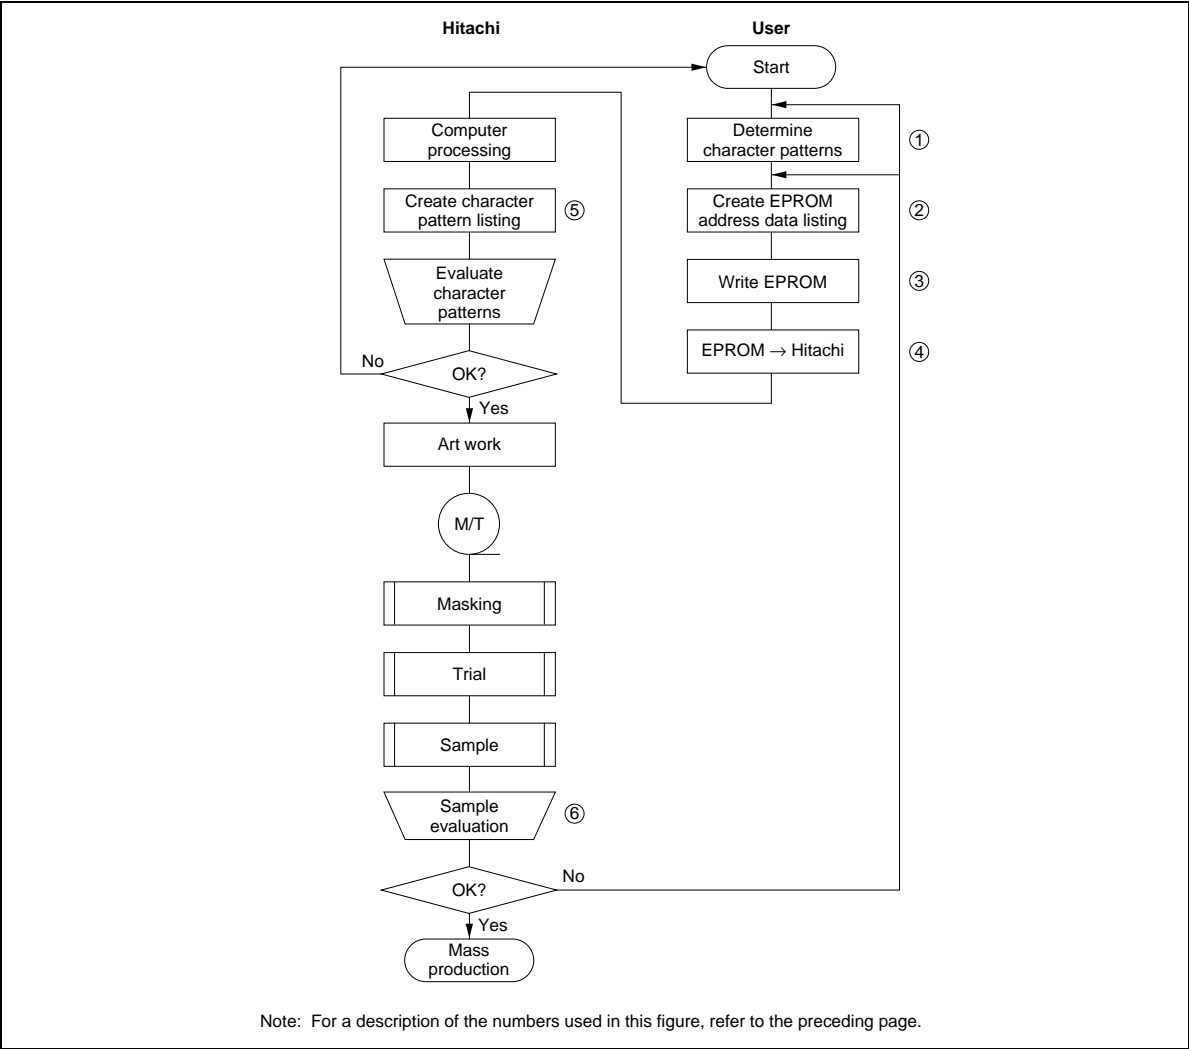 Hitachi
User
Start
Determine
character patterns
①
Create EPROM
address data listing
②
Write EPROM
③
EPROM → Hitachi
④
Computer
processing
Create character
pattern listing
⑤
Evaluate
character
patterns
OK?
No
Yes
Art work
M/T
Masking
Trial
Sample
Sample
evaluation
⑥
OK?
No
Yes
Mass
production
Note: For a description of the numbers used in this figure, refer to the preceding page.